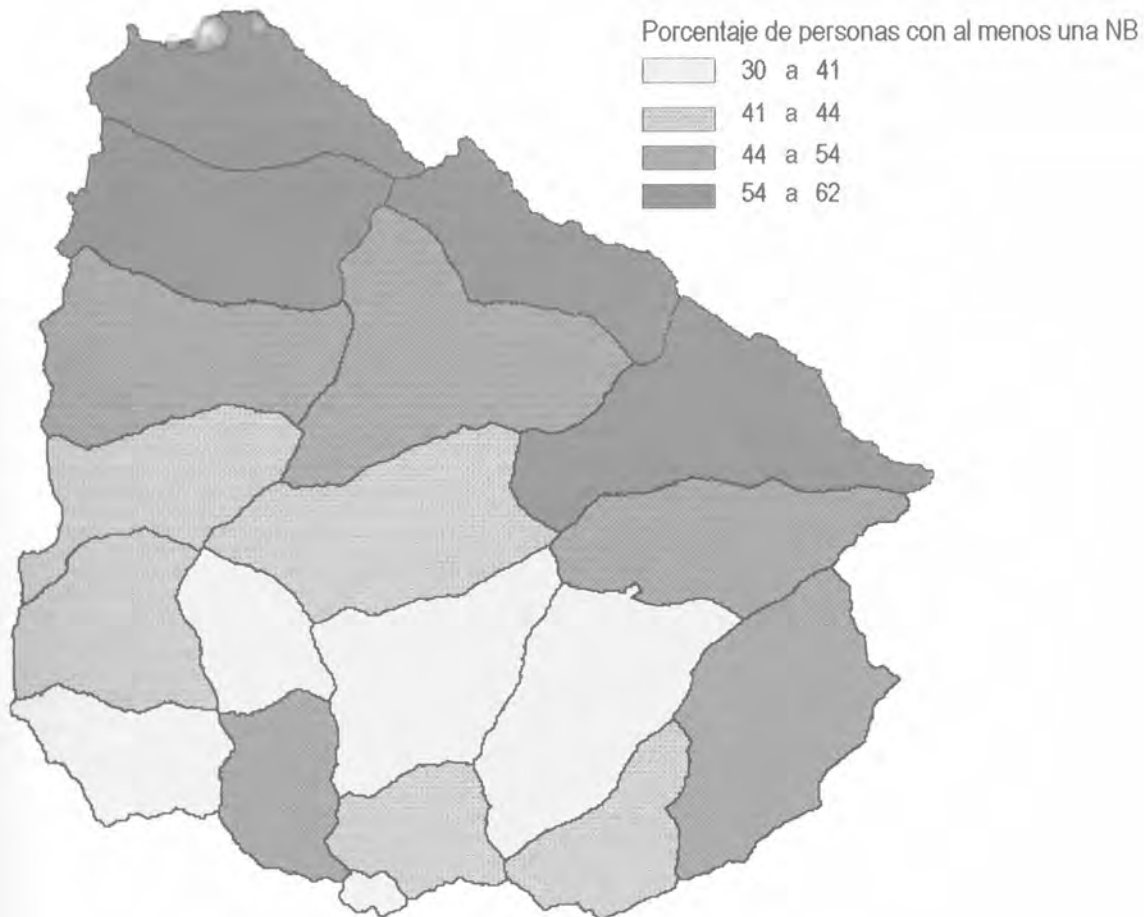 Porcentaje de personas con al menos una NB
30 a 41
41 a 44
44 a 54
54 a 62